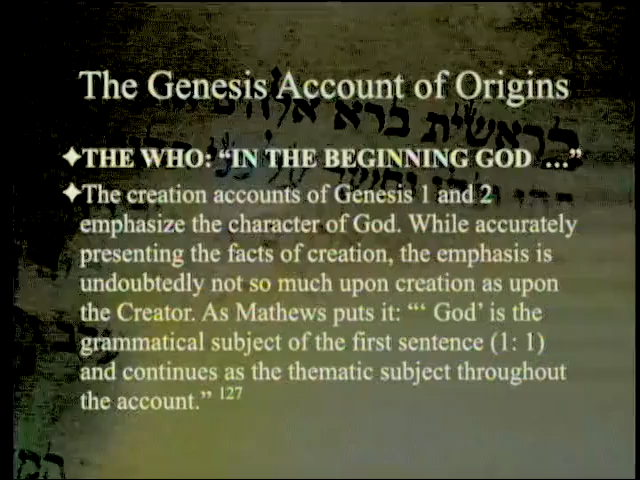 The Genesis Account of Origins
בראשית ברא אלהים
✦THE WHO: “IN THE BEGINNING GOD …”
✦The creation accounts of Genesis 1 and 2
emphasize the character of God. While accurately
presenting the facts of creation, the emphasis is
undoubtedly not so much upon creation as upon
the Creator. As Mathews puts it: “‘ God’ is the
grammatical subject of the first sentence (1: 1)
and continues as the thematic subject throughout
the account.” 127